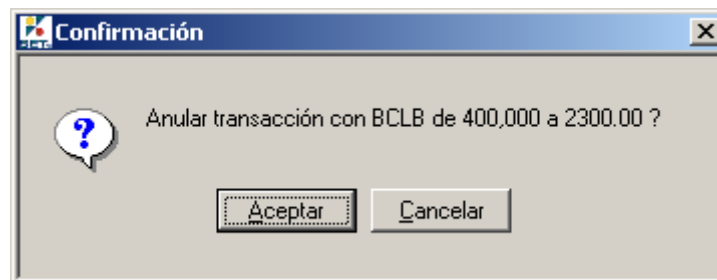 Confirmación
Anular transacción con BCLB de 400,000 a 2300.00 ?
Aceptar
Cancelar